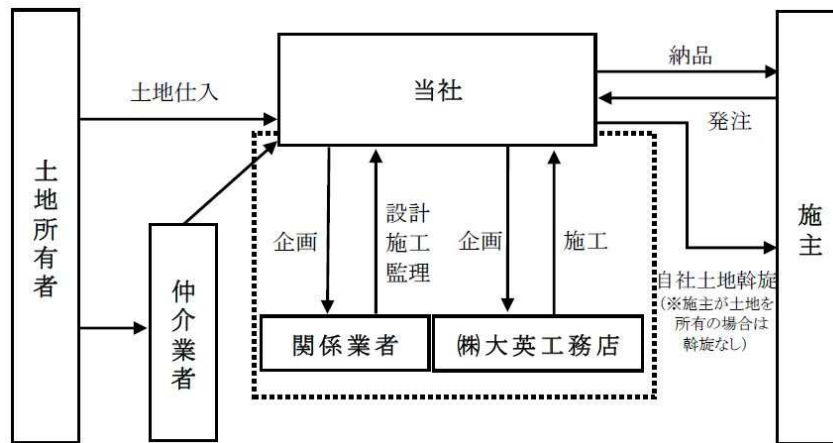 土地所有者
土地仕入
仲介業者
当社
納品
発注
施主
企画
設計
施工
監理
企画
施工
関係業者
㈱大英工務店
自社土地斡旋
(※施主が土地を
所有の場合は
斡旋なし)